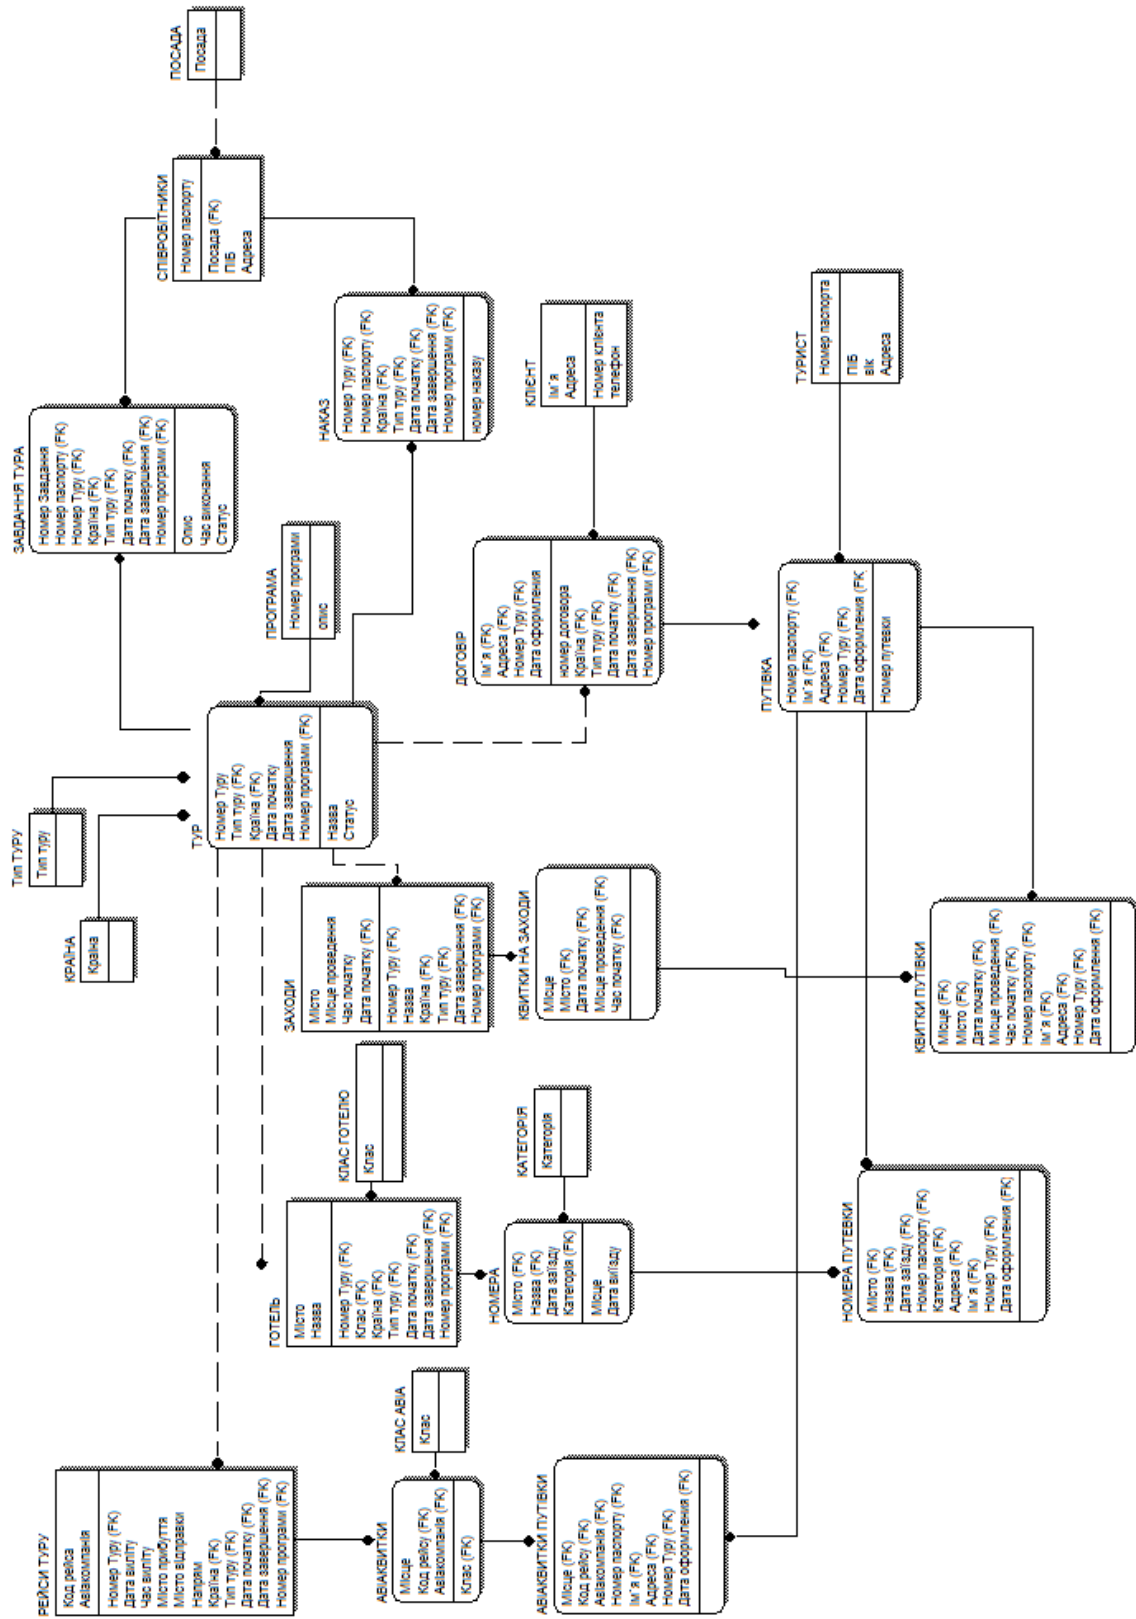 РЕЙСИ ТУРУ
Код рейса
Авіакомпанія
Номер Туру (FK)
Дата виліту
Час виліту
Місто прибуття
Місто відправки
Напрям
Країна (FK)
Тип туру (FK)
Дата початку (FK)
Дата завершення (FK)
Номер програми (FK)
АВІАКВИТКИ
Місце
Код рейсу (FK)
Авіакомпанія (FK)
Клас (FK)
КЛАС АВІА
Клас
АВІАКВИТКИ ПУТІВКИ
Місце (FK)
Код рейсу (FK)
Авіакомпанія (FK)
Номер паспорту (FK)
Ім`я (FK)
Адреса (FK)
Номер Туру (FK)
Дата оформлення (FK)
ГОТЕЛЬ
Місто
Назва
Номер Туру (FK)
Клас (FK)
Країна (FK)
Тип туру (FK)
Дата початку (FK)
Дата завершення (FK)
Номер програми (FK)
КЛАС ГОТЕЛЮ
Клас
НОМЕРА
Місто (FK)
Назва (FK)
Дата заїзду
Категорія (FK)
Місце
Дата виїзду
КАТЕГОРІЯ
Категорія
НОМЕРА ПУТЕВКИ
Місто (FK)
Назва (FK)
Дата заїзду (FK)
Номер паспорту (FK)
Категорія (FK)
Адреса (FK)
Ім`я (FK)
Номер Туру (FK)
Дата оформлення (FK)
КРАЇНА
Країна
ТИП ТУРУ
Тип туру
ЗАХОДИ
Місто
Місце проведення
Час початку
Дата початку (FK)
Номер Туру (FK)
Назва
Країна (FK)
Тип туру (FK)
Дата завершення (FK)
Номер програми (FK)
КВИТКИ НА ЗАХОДИ
Місце
Місто (FK)
Дата початку (FK)
Місце проведення (FK)
Час початку (FK)
КВИТКИ ПУТІВКИ
Місце (FK)
Місто (FK)
Дата початку (FK)
Місце проведення (FK)
Час початку (FK)
Номер паспорту (FK)
Ім`я (FK)
Адреса (FK)
Номер Туру (FK)
Дата оформлення (FK)
ТУР
Номер Туру
Тип туру (FK)
Країна (FK)
Дата початку
Дата завершення
Номер програми (FK)
Назва
Статус
ПРОГРАМА
Номер програми
опис
ДОГОВІР
Ім`я (FK)
Адреса (FK)
Номер Туру (FK)
Дата оформлення
номер договора
Країна (FK)
Тип туру (FK)
Дата початку (FK)
Дата завершення (FK)
Номер програми (FK)
ПУТІВКА
Номер паспорту (FK)
Ім`я (FK)
Адреса (FK)
Номер Туру (FK)
Дата оформлення (FK
Номер путевки
ЗАВДАННЯ ТУРА
Номер Завдання
Номер паспорту (FK)
Номер Туру (FK)
Країна (FK)
Тип туру (FK)
Дата початку (FK)
Дата завершення (FK)
Номер програми (FK)
Опис
Час виконання
Статус
НАКАЗ
Номер Туру (FK)
Номер паспорту (FK)
Країна (FK)
Тип туру (FK)
Дата початку (FK)
Дата завершення (FK)
Номер програми (FK)
номер наказу
КЛІЄНТ
Ім`я
Адреса
Номер клієнта
телефон
ТУРИСТ
Номер паспорта
ПІБ
вік
Адреса
СПІВРОБІТНИКИ
Номер паспорту
Посада (FK)
ПІБ
Адреса
ПОСАДА
Посада